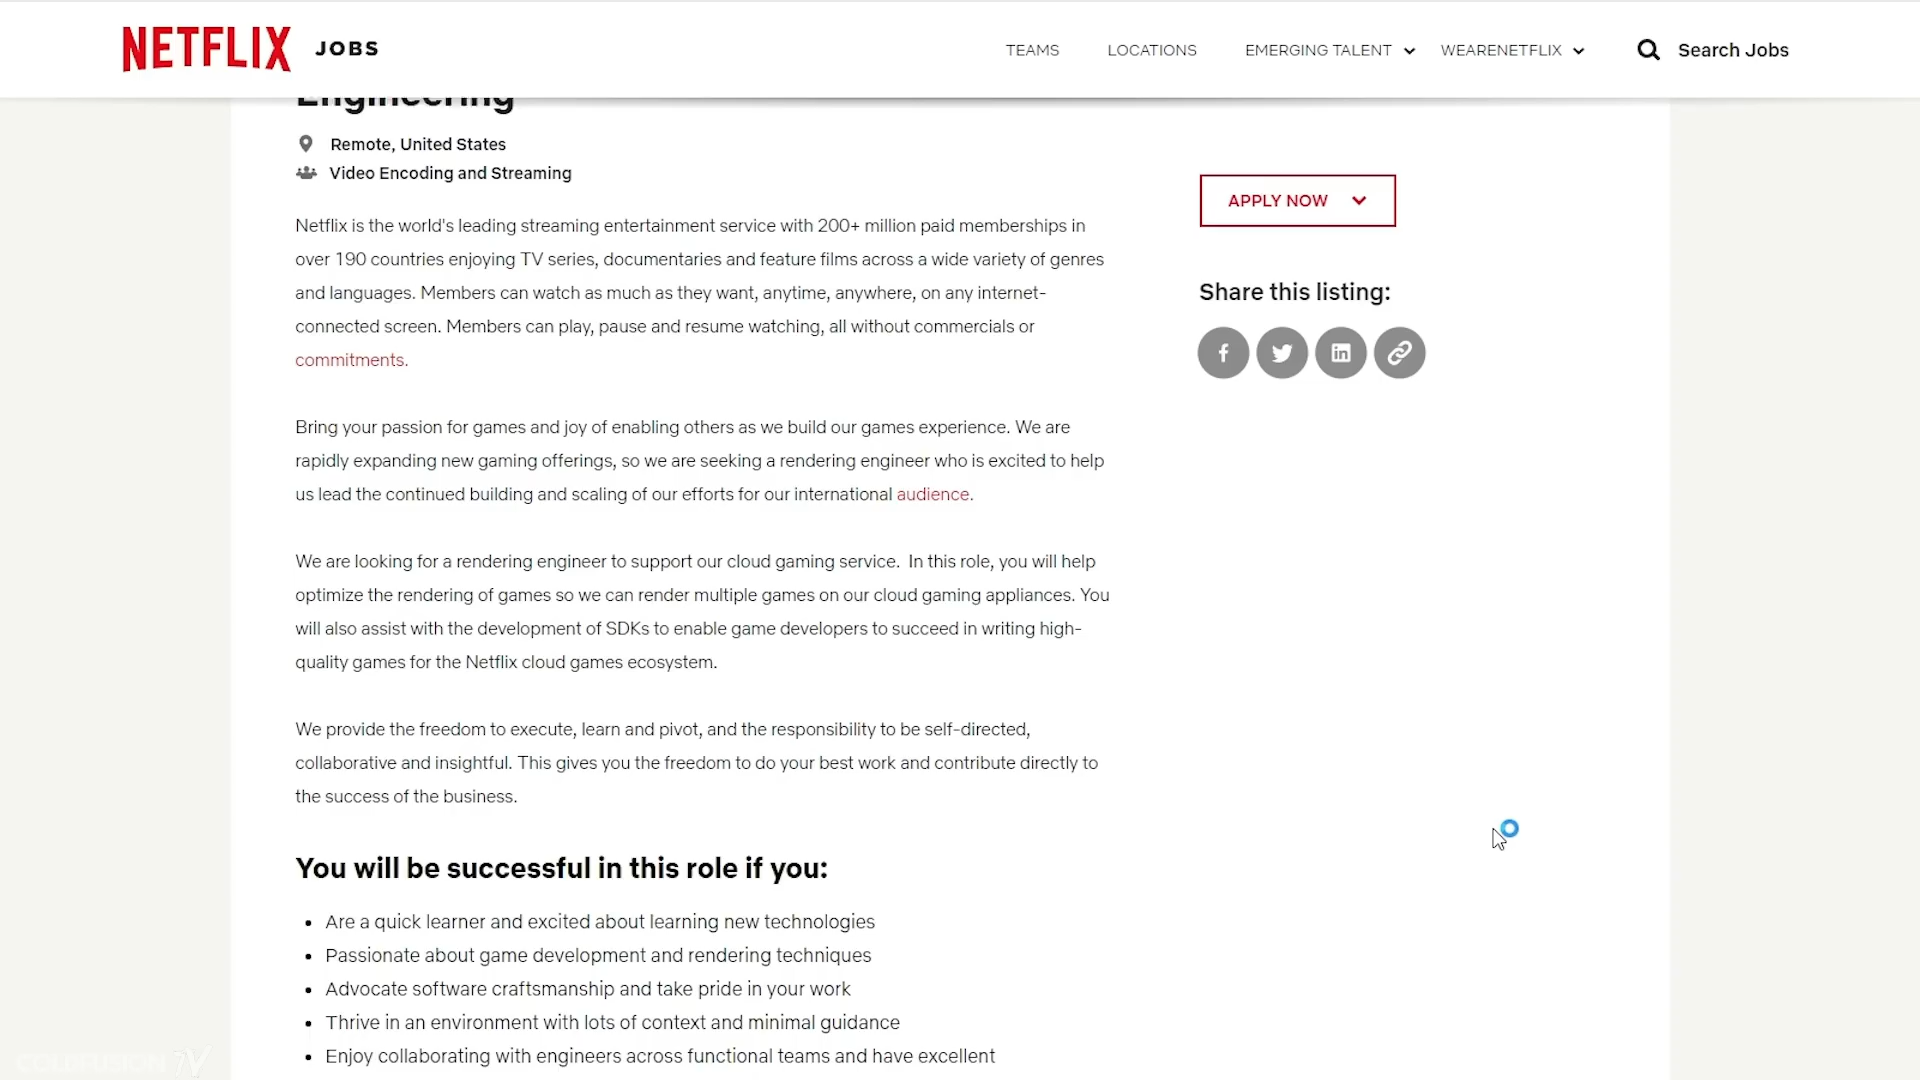 NETFLIX JOBS TEAMS LOCATIONS EMERGING TALENT WEARENETFLIX Search Jobs
Engineering
Remote, United States
Video Encoding and Streaming
APPLY NOW
Netflix is the world's leading streaming entertainment service with 200+ million paid memberships in
over 190 countries enjoying TV series, documentaries and feature films across a wide variety of genres
and languages. Members can watch as much as they want, anytime, anywhere, on any internet-
connected screen. Members can play, pause and resume watching, all without commercials or
commitments.
Share this listing:
Bring your passion for games and joy of enabling others as we build our games experience. We are
rapidly expanding new gaming offerings, so we are seeking a rendering engineer who is excited to help
us lead the continued building and scaling of our efforts for our international audience.
We are looking for a rendering engineer to support our cloud gaming service. In this role, you will help
optimize the rendering of games so we can render multiple games on our cloud gaming appliances. You
will also assist with the development of SDKs to enable game developers to succeed in writing high-
quality games for the Netflix cloud games ecosystem.
We provide the freedom to execute, learn and pivot, and the responsibility to be self-directed,
collaborative and insightful. This gives you the freedom to do your best work and contribute directly to
the success of the business.
You will be successful in this role if you:
• Are a quick learner and excited about learning new technologies
• Passionate about game development and rendering techniques
• Advocate software craftsmanship and take pride in your work
• Thrive in an environment with lots of context and minimal guidance
• Enjoy collaborating with engineers across functional teams and have excellent
COLDFUSION TV